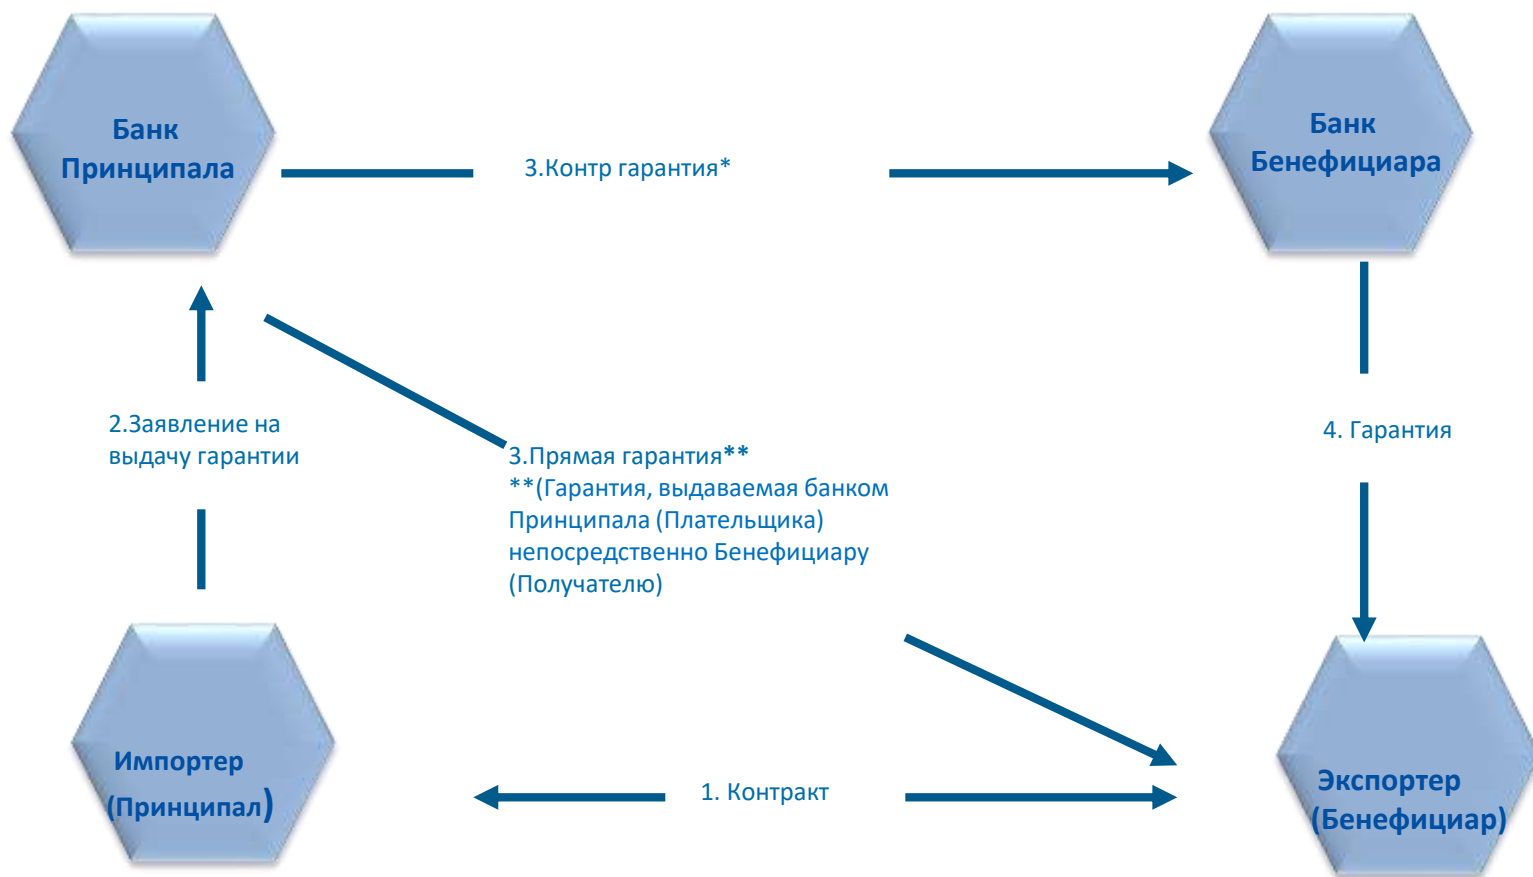 Банк
Принципала
Банк
Бенефициара
3.Контр гарантия*
2.Заявление на
выдачу гарантии
3.Прямая гарантия**
**(Гарантия, выдаваемая банком
Принципала (Плательщика)
непосредственно Бенефициару
(Получателю)
4. Гарантия
Импортер
(Принципал)
1. Контракт
Экспортер
(Бенефициар)